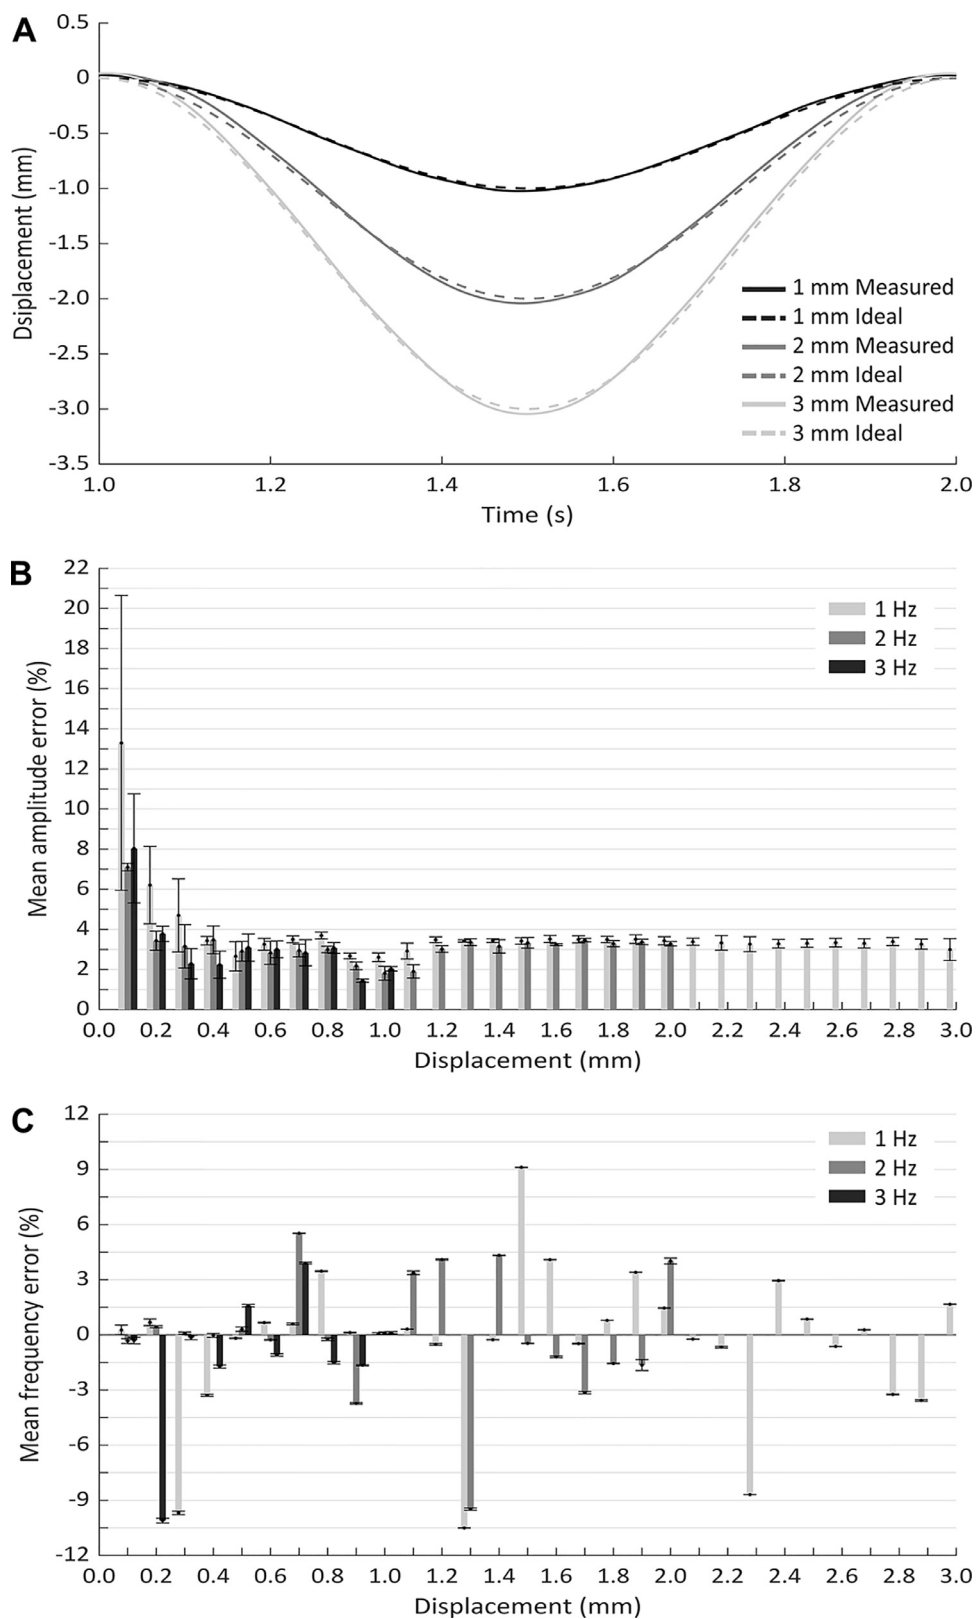 A
0.5
0
-0.5
-1.0
-1.5
-2.0
-2.5
-3.0
-3.5
Dsiplacement (mm)
1 mm Measured
1 mm Ideal
2 mm Measured
2 mm Ideal
3 mm Measured
3 mm Ideal
1.0 1.2 1.4 1.6 1.8 2.0
Time (s)
B
22
20
18
16
14
12
10
8
6
4
2
0
Mean amplitude error (%)
1 Hz
2 Hz
3 Hz
0.0 0.2 0.4 0.6 0.8 1.0 1.2 1.4 1.6 1.8 2.0 2.2 2.4 2.6 2.8 3.0
Displacement (mm)
C
12
9
6
3
0
-3
-6
-9
-12
Mean frequency error (%)
1 Hz
2 Hz
3 Hz
0.0 0.2 0.4 0.6 0.8 1.0 1.2 1.4 1.6 1.8 2.0 2.2 2.4 2.6 2.8 3.0
Displacement (mm)